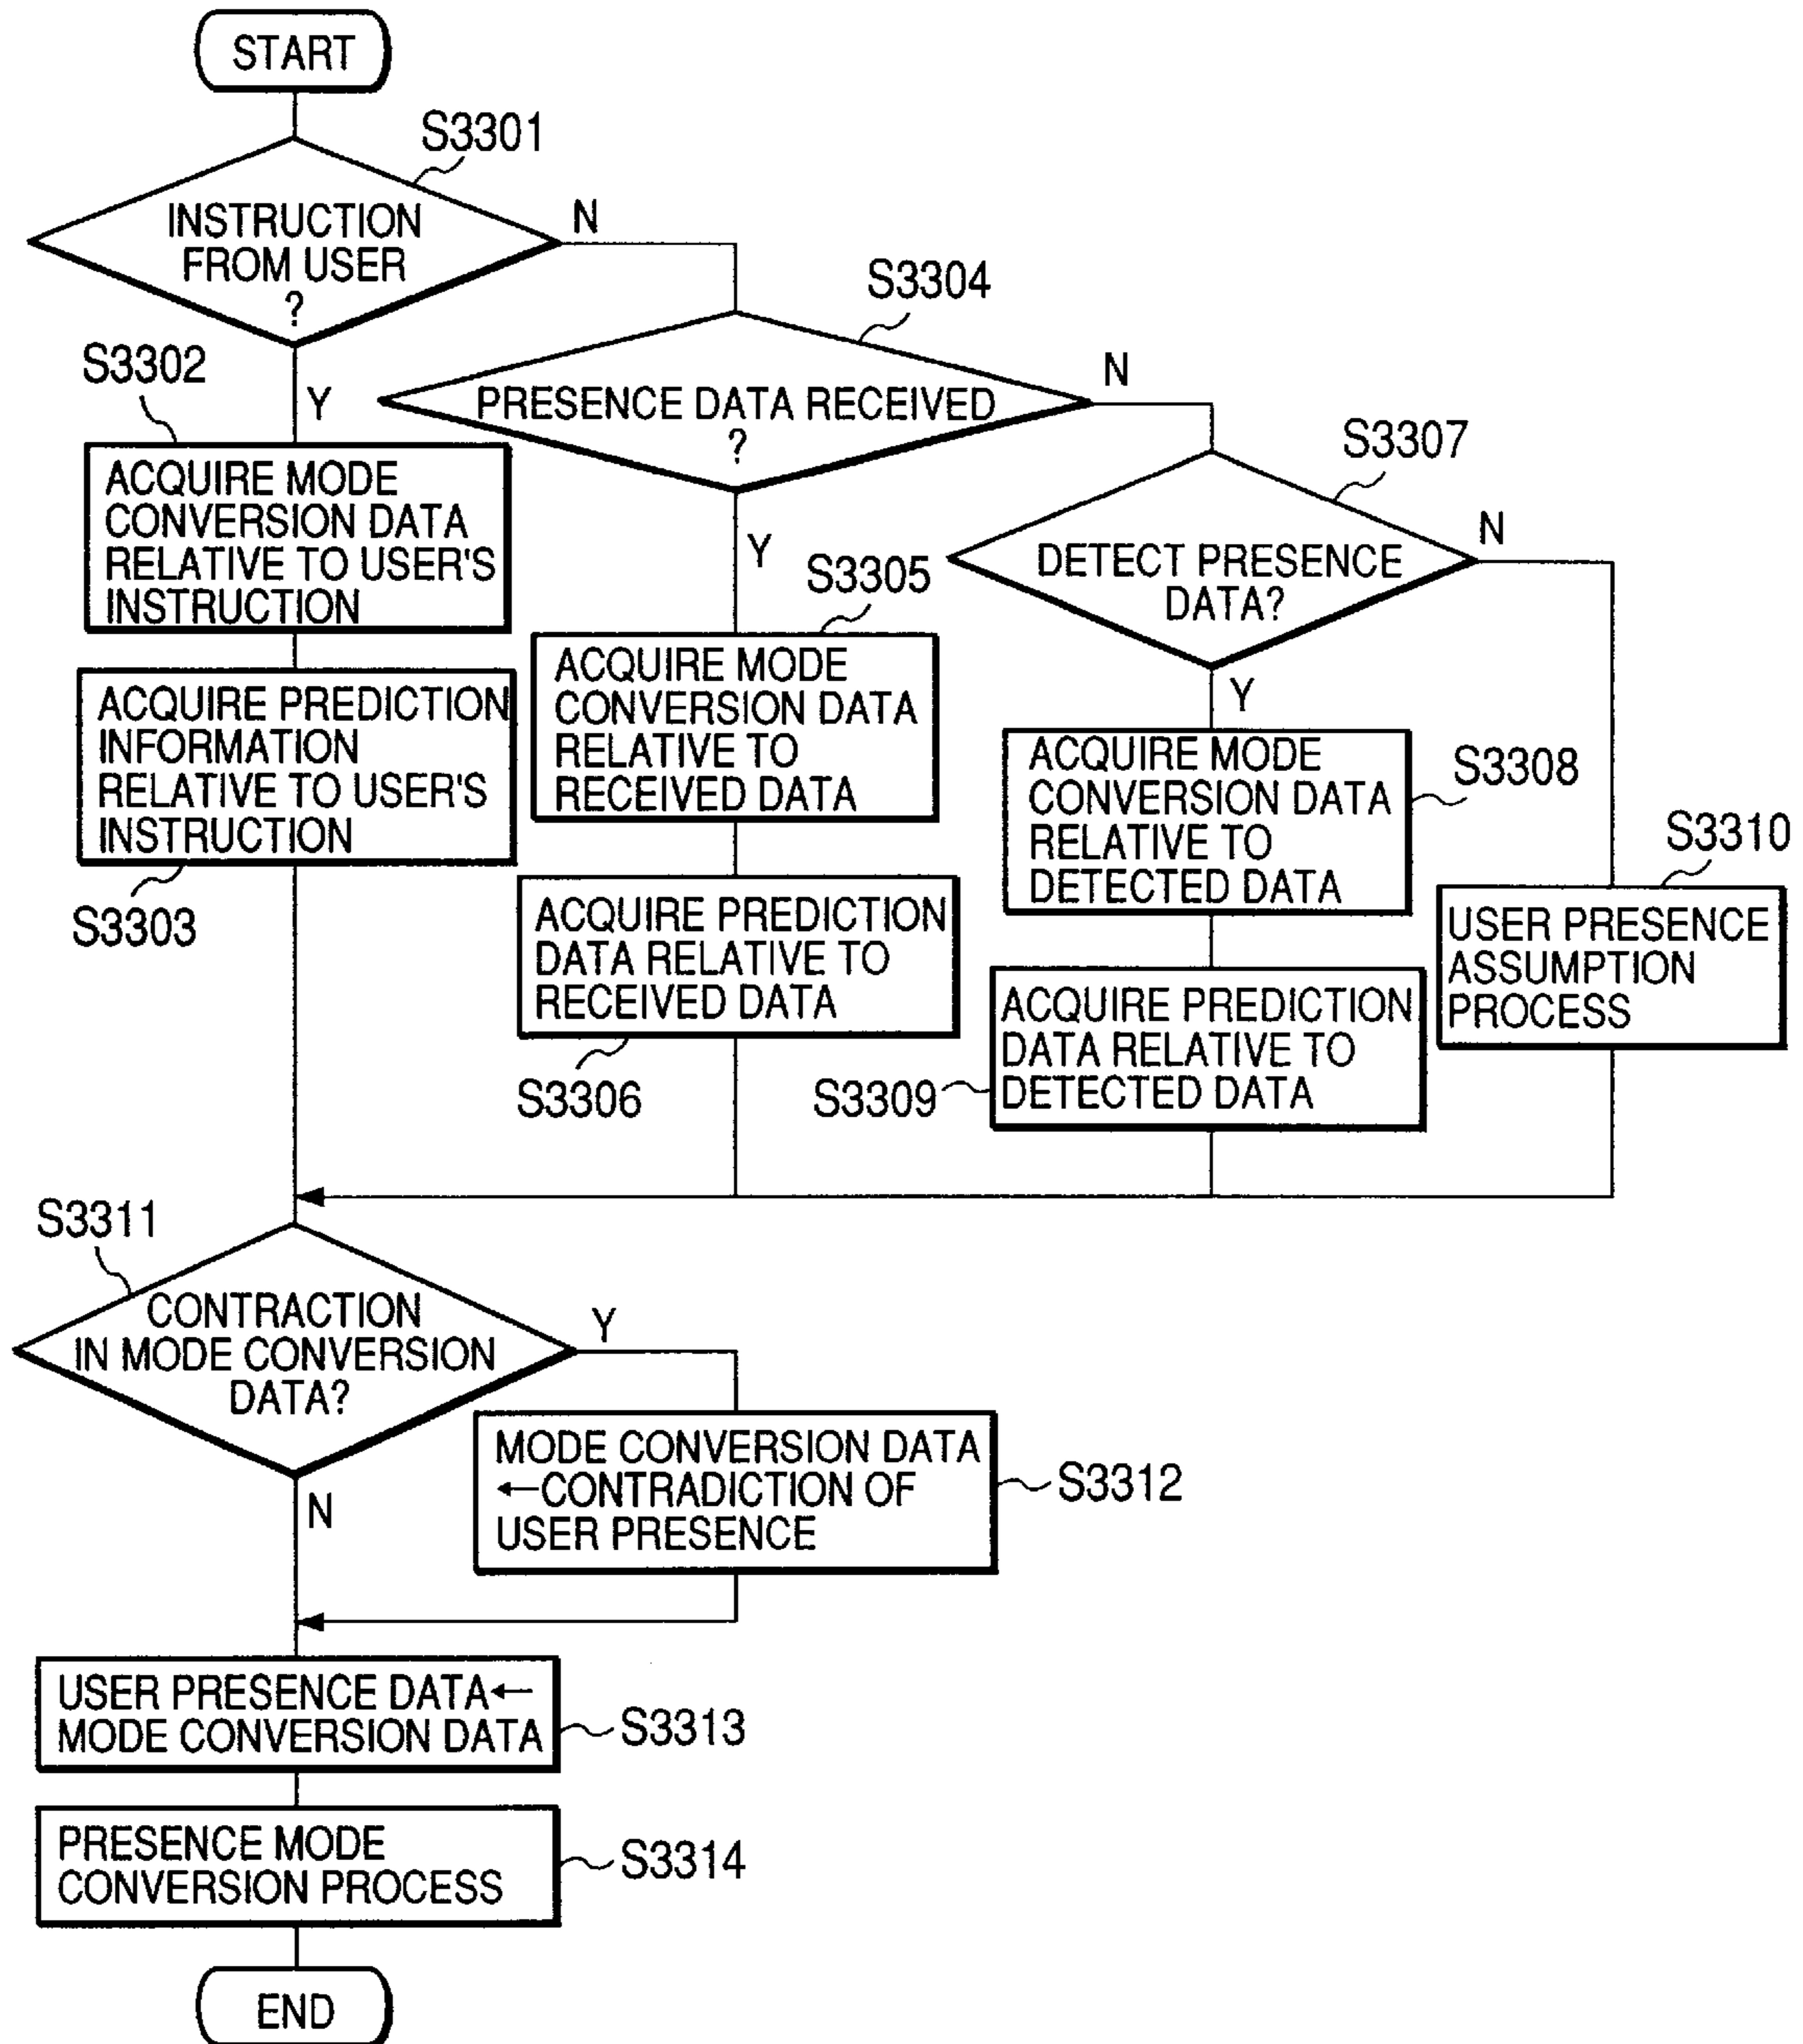 START
S3301
INSTRUCTION
FROM USER
?
N
Y
S3304
PRESENCE DATA RECEIVED
?
N
Y
S3302
ACQUIRE MODE
CONVERSION DATA
RELATIVE TO USER'S
INSTRUCTION
ACQUIRE PREDICTION
INFORMATION
RELATIVE TO USER'S
INSTRUCTION
S3303
S3305
ACQUIRE MODE
CONVERSION DATA
RELATIVE TO
RECEIVED DATA
ACQUIRE PREDICTION
DATA RELATIVE TO
RECEIVED DATA
S3306
S3307
DETECT PRESENCE
DATA?
N
Y
ACQUIRE MODE
CONVERSION DATA
RELATIVE TO
DETECTED DATA
S3308
ACQUIRE PREDICTION
DATA RELATIVE TO
DETECTED DATA
S3309
S3310
USER PRESENCE
ASSUMPTION
PROCESS
S3311
CONTRACTION
IN MODE CONVERSION
DATA?
Y
N
MODE CONVERSION DATA
←CONTRADICTION OF
USER PRESENCE
S3312
USER PRESENCE DATA←
MODE CONVERSION DATA
S3313
PRESENCE MODE
CONVERSION PROCESS
S3314
END